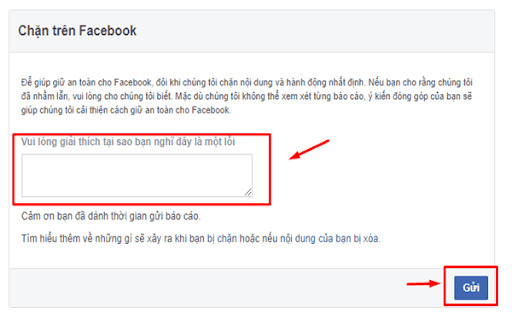 Chặn trên Facebook
Để giúp giữ an toàn cho Facebook, đôi khi chúng tôi chặn nội dung và hành động nhất định. Nếu bạn cho rằng chúng tôi
đã nhầm lẫn, vui lòng cho chúng tôi biết. Mặc dù chúng tôi không thể xem xét từng báo cáo, ý kiến đóng góp của bạn sẽ
giúp chúng tôi cải thiện cách giữ an toàn cho Facebook.
Vui lòng giải thích tại sao bạn nghĩ đây là một lỗi
Cảm ơn bạn đã dành thời gian gửi báo cáo.
Tìm hiểu thêm về những gì sẽ xảy ra khi bạn bị chặn hoặc nếu nội dung của bạn bị xóa.
Gửi